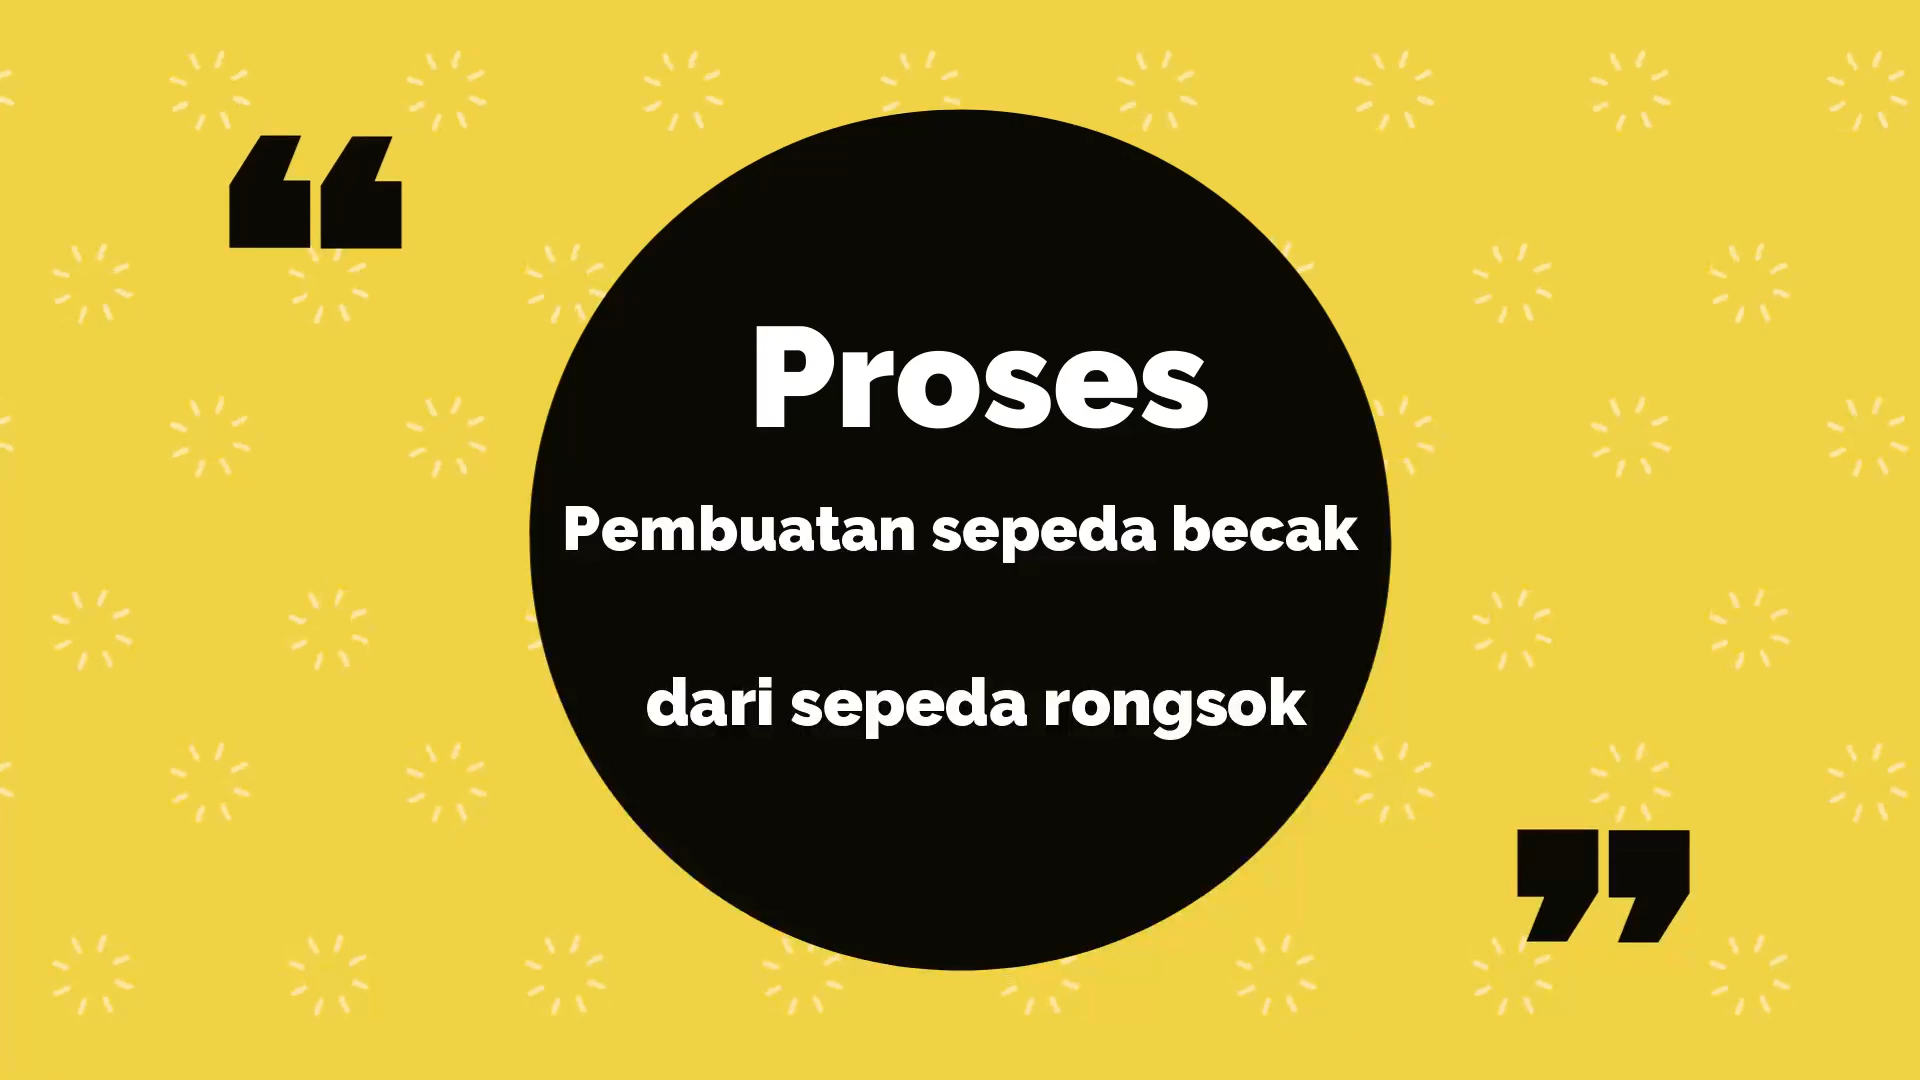 “
Proses
Pembuatan sepeda becak
dari sepeda rongsok
”